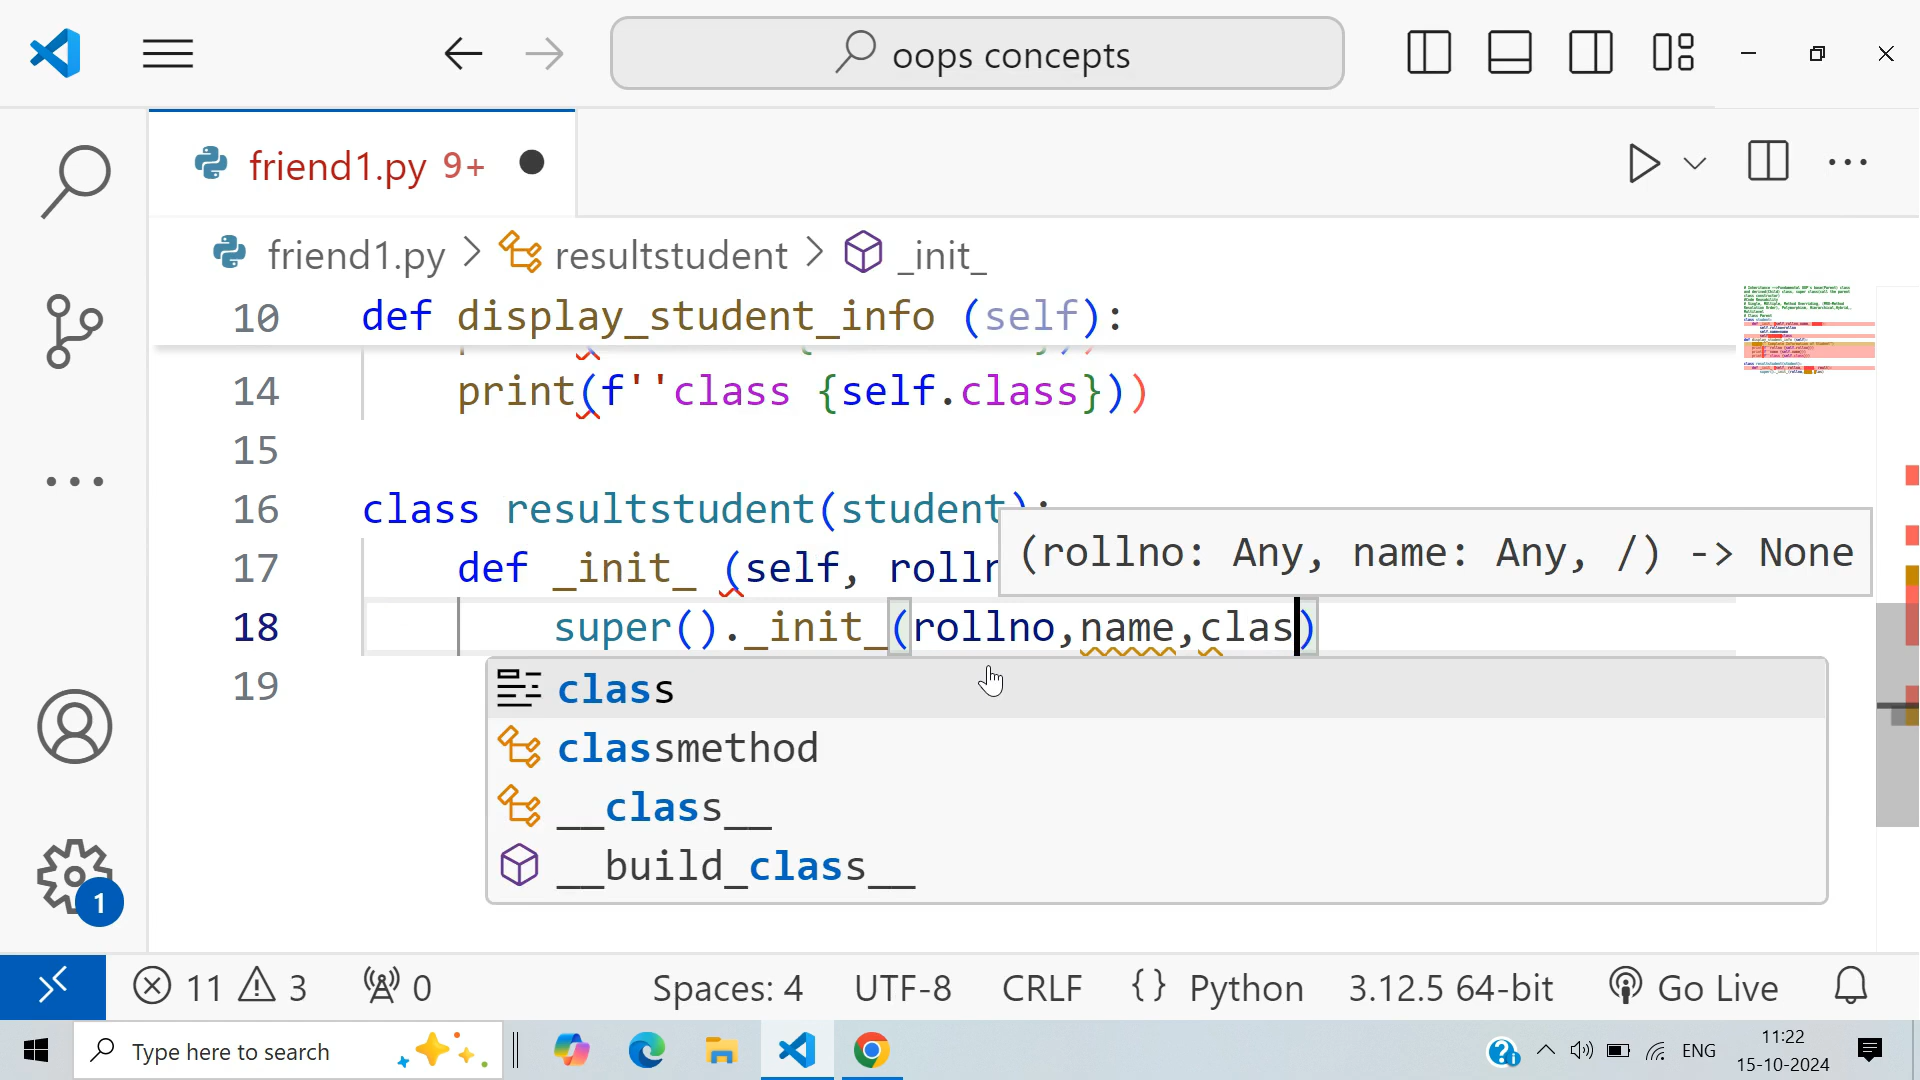 oops concepts
friend1.py 9+
friend1.py > resultstudent > _init_
10 def display_student_info (self):
14 print(f''class {self.class}))
15
16 class resultstudent(student):
(rollno: Any, name: Any, /) -> None
17 def _init_ (self, rolln
18 super()._init_(rollno,name,clas)
19
class
classmethod
__class__
__build_class__
1
11 3 0 Spaces: 4 UTF-8 CRLF {} Python 3.12.5 64-bit Go Live
Type here to search
ENG
11:22
15-10-2024